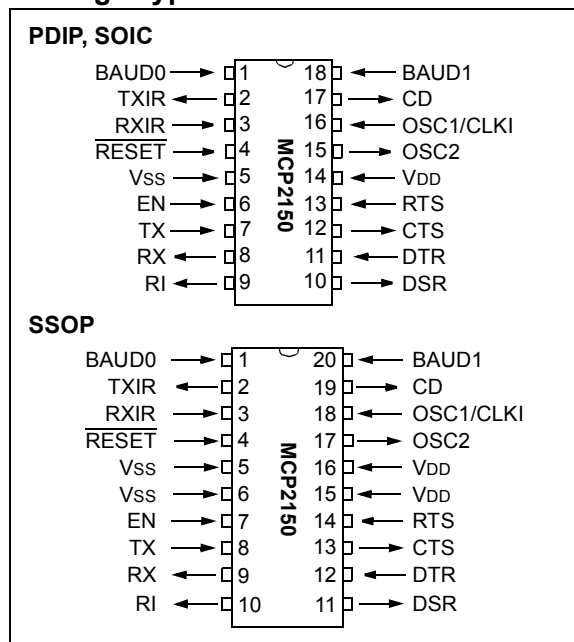 PDIP, SOIC
BAUD0 1 18 BAUD1
TXIR 2 17 CD
RXIR 3 16 OSC1/CLKI
RESET 4 15 OSC2
VSS 5 14 VDD
EN 6 13 RTS
TX 7 12 CTS
RX 8 11 DTR
RI 9 10 DSR
MCP2150
SSOP
BAUD0 1 20 BAUD1
TXIR 2 19 CD
RXIR 3 18 OSC1/CLKI
RESET 4 17 OSC2
VSS 5 16 VDD
VSS 6 15 VDD
EN 7 14 RTS
TX 8 13 CTS
RX 9 12 DTR
RI 10 11 DSR
MCP2150